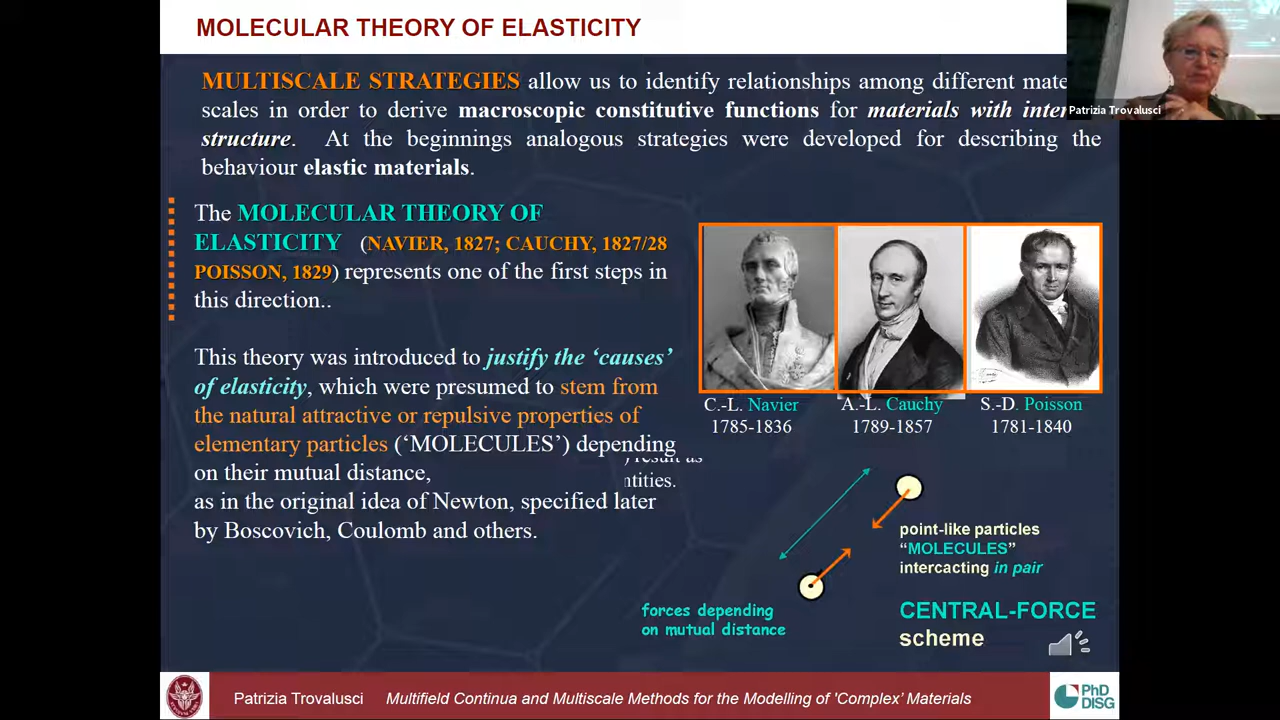 MOLECULAR THEORY OF ELASTICITY
Patrizia Trovalusci
MULTISCALE STRATEGIES allow us to identify relationships among different
scales in order to derive macroscopic constitutive functions for materials with
structure. At the beginnings analogous strategies were developed for describing the
behaviour elastic materials.
The MOLECULAR THEORY OF
ELASTICITY (NAVIER, 1827; CAUCHY, 1827/28
POISSON, 1829) represents one of the first steps in
this direction..
This theory was introduced to justify the ‘causes’
of elasticity, which were presumed to stem from
the natural attractive or repulsive properties of
elementary particles (‘MOLECULES’) depending
on their mutual distance,
as in the original idea of Newton, specified later
by Boscovich, Coulomb and others.
) result as
ntities.
C.-L. Navier
1785-1836
A.-L. Cauchy
1789-1857
S.-D. Poisson
1781-1840
point-like particles
“MOLECULES”
intercacting in pair
forces depending
on mutual distance
CENTRAL-FORCE
scheme
Patrizia Trovalusci
Multifield Continua and Multiscale Methods for the Modelling of 'Complex’ Materials
PhD
DISG